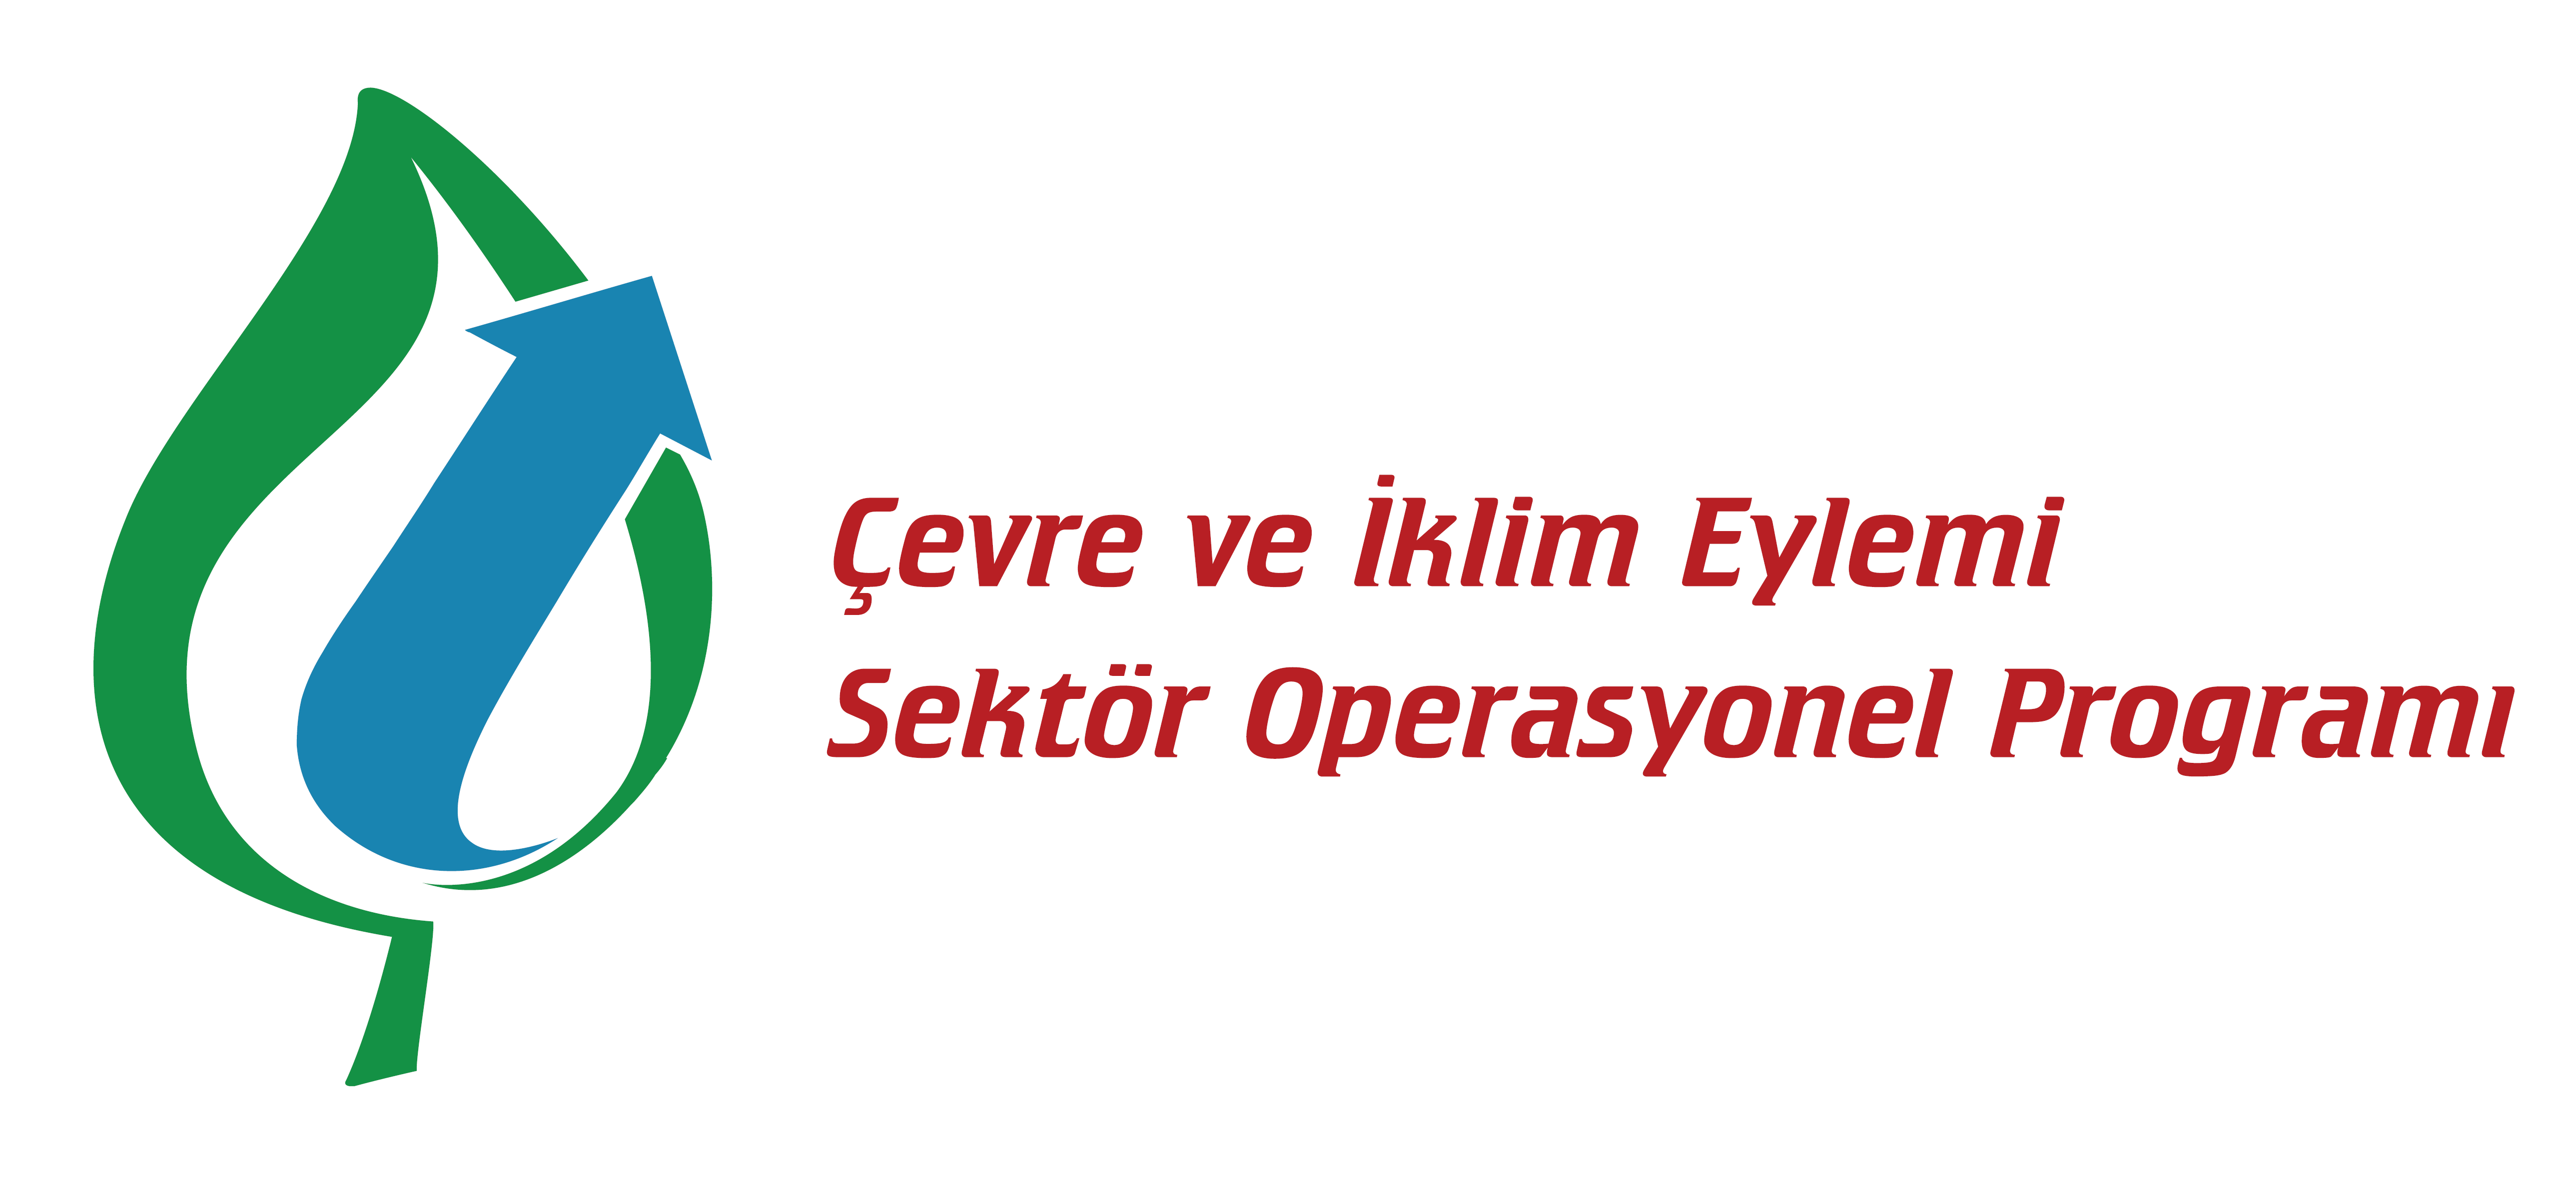 Çevre ve İklim Eylemi
Sektör Operasyonel Programı